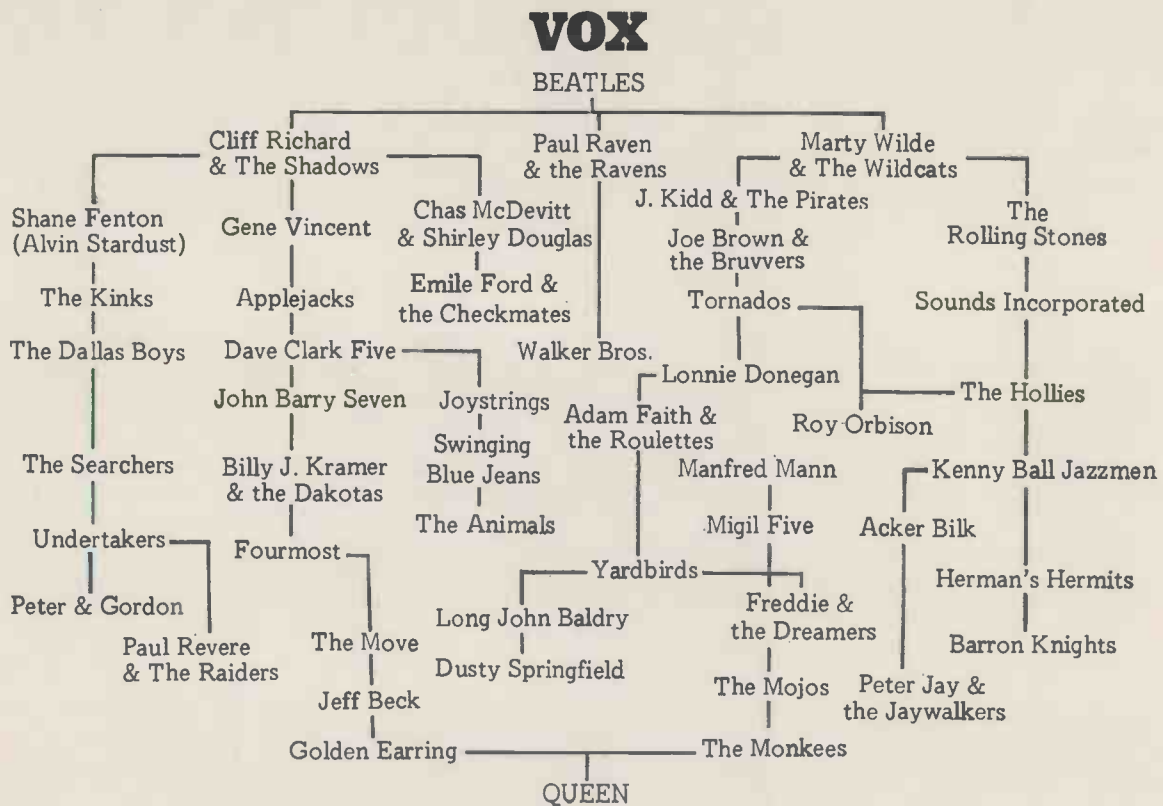 VOX
BEATLES
Cliff Richard
& The Shadows
Paul Raven
& the Ravens
Marty Wilde
& The Wildcats
Shane Fenton
(Alvin Stardust)
Gene Vincent
Chas McDevitt
& Shirley Douglas
J. Kidd & The Pirates
Joe Brown &
the Bruvvers
The
Rolling Stones
The Kinks
Applejacks
Emile Ford &
the Checkmates
Tornados
Sounds Incorporated
The Dallas Boys
Dave Clark Five
Walker Bros.
Lonnie Donegan
John Barry Seven
Joystrings
Adam Faith &
the Roulettes
Roy Orbison
The Hollies
The Searchers
Billy J. Kramer
& the Dakotas
Swinging
Blue Jeans
Manfred Mann
Kenny Ball Jazzmen
The Animals
Migil Five
Acker Bilk
Undertakers
Fourmost
Yardbirds
Herman's Hermits
Peter & Gordon
Paul Revere
& The Raiders
The Move
Long John Baldry
Freddie &
the Dreamers
Barron Knights
Dusty Springfield
Jeff Beck
The Mojos
Peter Jay &
the Jaywalkers
Golden Earring
The Monkees
QUEEN